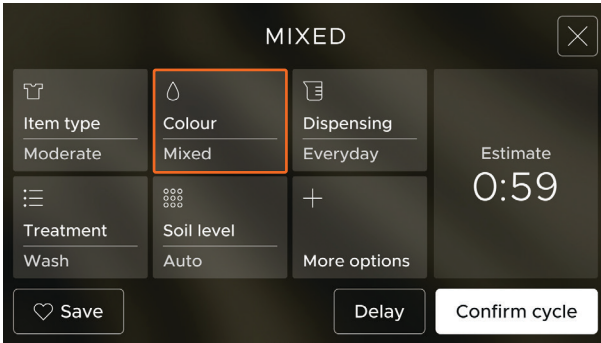 MIXED
Item type
Moderate
Colour
Mixed
Dispensing
Everyday
Estimate
0:59
Treatment
Wash
Soil level
Auto
More options
Save
Delay
Confirm cycle